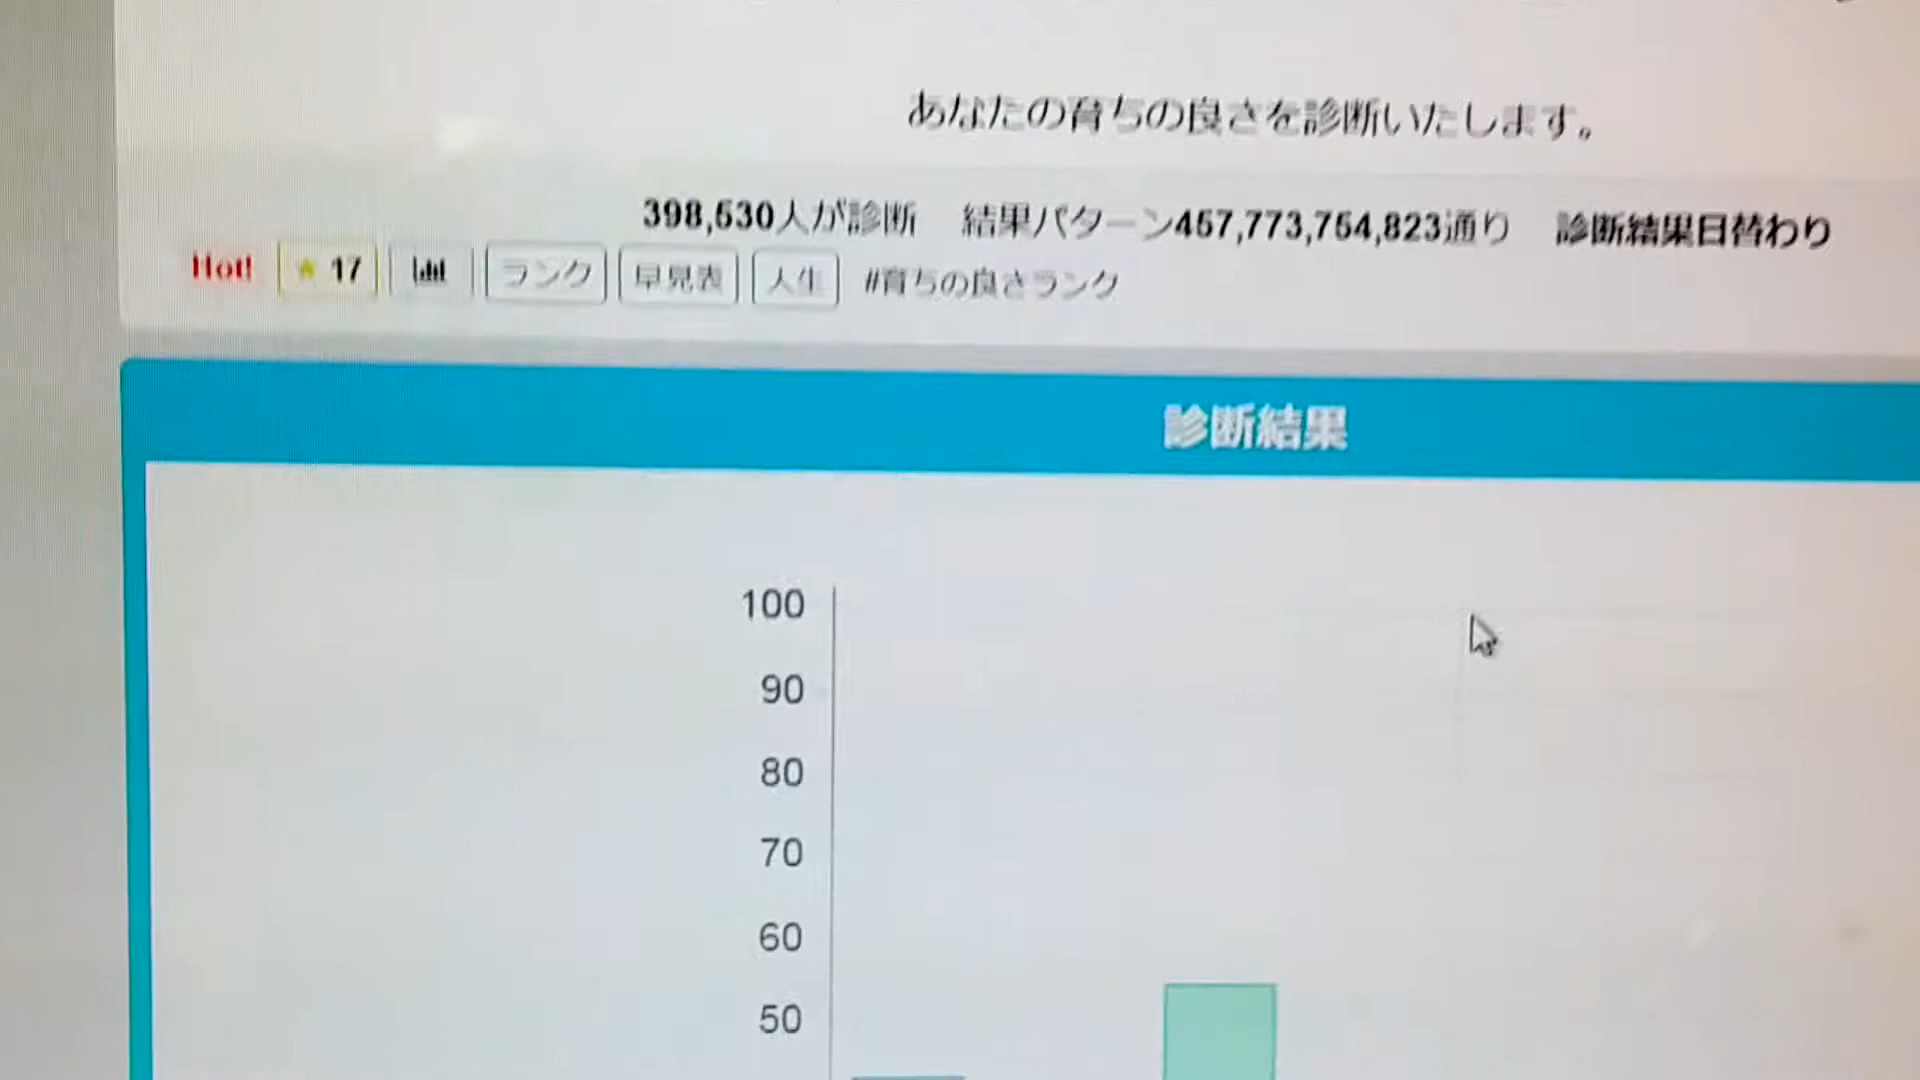 あなたの育ちの良さを診断いたします。
398,530人が診断 結果パターン457,773,754,823通り 診断結果日替わり
Hot! ★ 17 ランク 早見表 人生 #育ちの良さランク
診断結果
100
90
80
70
60
50